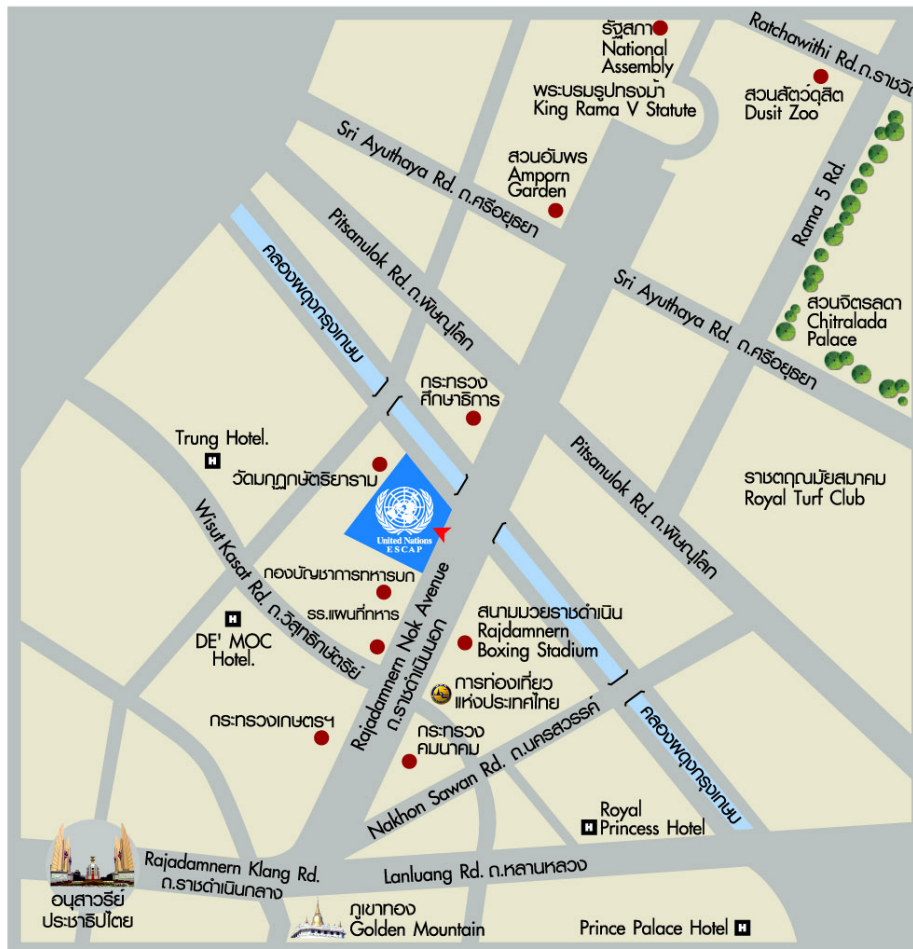 รัฐสภา
National
Assembly
Ratchawithi Rd. ถ.ราชวิ
พระบรมรูปทรงม้า
King Rama V Statute
สวนสัตว์ดุสิต
Dusit Zoo
Sri Ayuthaya Rd. ถ.ศรีอยุธยา
สวนอัมพร
Amporn
Garden
Rama 5 Rd.
Pitsanulok Rd. ถ.พิษณุโลก
คลองผดุงกรุงเกษม
Sri Ayuthaya Rd. ถ.ศรีอยุธยา
สวนจิตรลดา
Chitralada
Palace
กระทรวง
ศึกษาธิการ
Trung Hotel.
H
วัดมกุฏกษัตริยาราม
Pitsanulok Rd. ถ.พิษณุโลก
ราชตฤณมัยสมาคม
Royal Turf Club
United Nations
ESCAP
Wisut Kasat Rd. ถ.วิสุทธิกษัตริย์
กองบัญชาการทหารบก
รร.แผนที่ทหาร
Rajadamnern Nok Avenue
ถ.ราชดำเนินนอก
สนามมวยราชดำเนิน
Rajdamnern
Boxing Stadium
H
DE' MOC
Hotel.
การท่องเที่ยว
แห่งประเทศไทย
กระทรวงเกษตรฯ
กระทรวง
คมนาคม
Nakhon Sawan Rd. ถ.นครสวรรค์
คลองผดุงกรุงเกษม
Royal
H Princess Hotel
Rajadamnern Klang Rd.
ถ.ราชดำเนินกลาง
Lanluang Rd. ถ.หลานหลวง
อนุสาวรีย์
ประชาธิปไตย
ภูเขาทอง
Golden Mountain
Prince Palace Hotel H